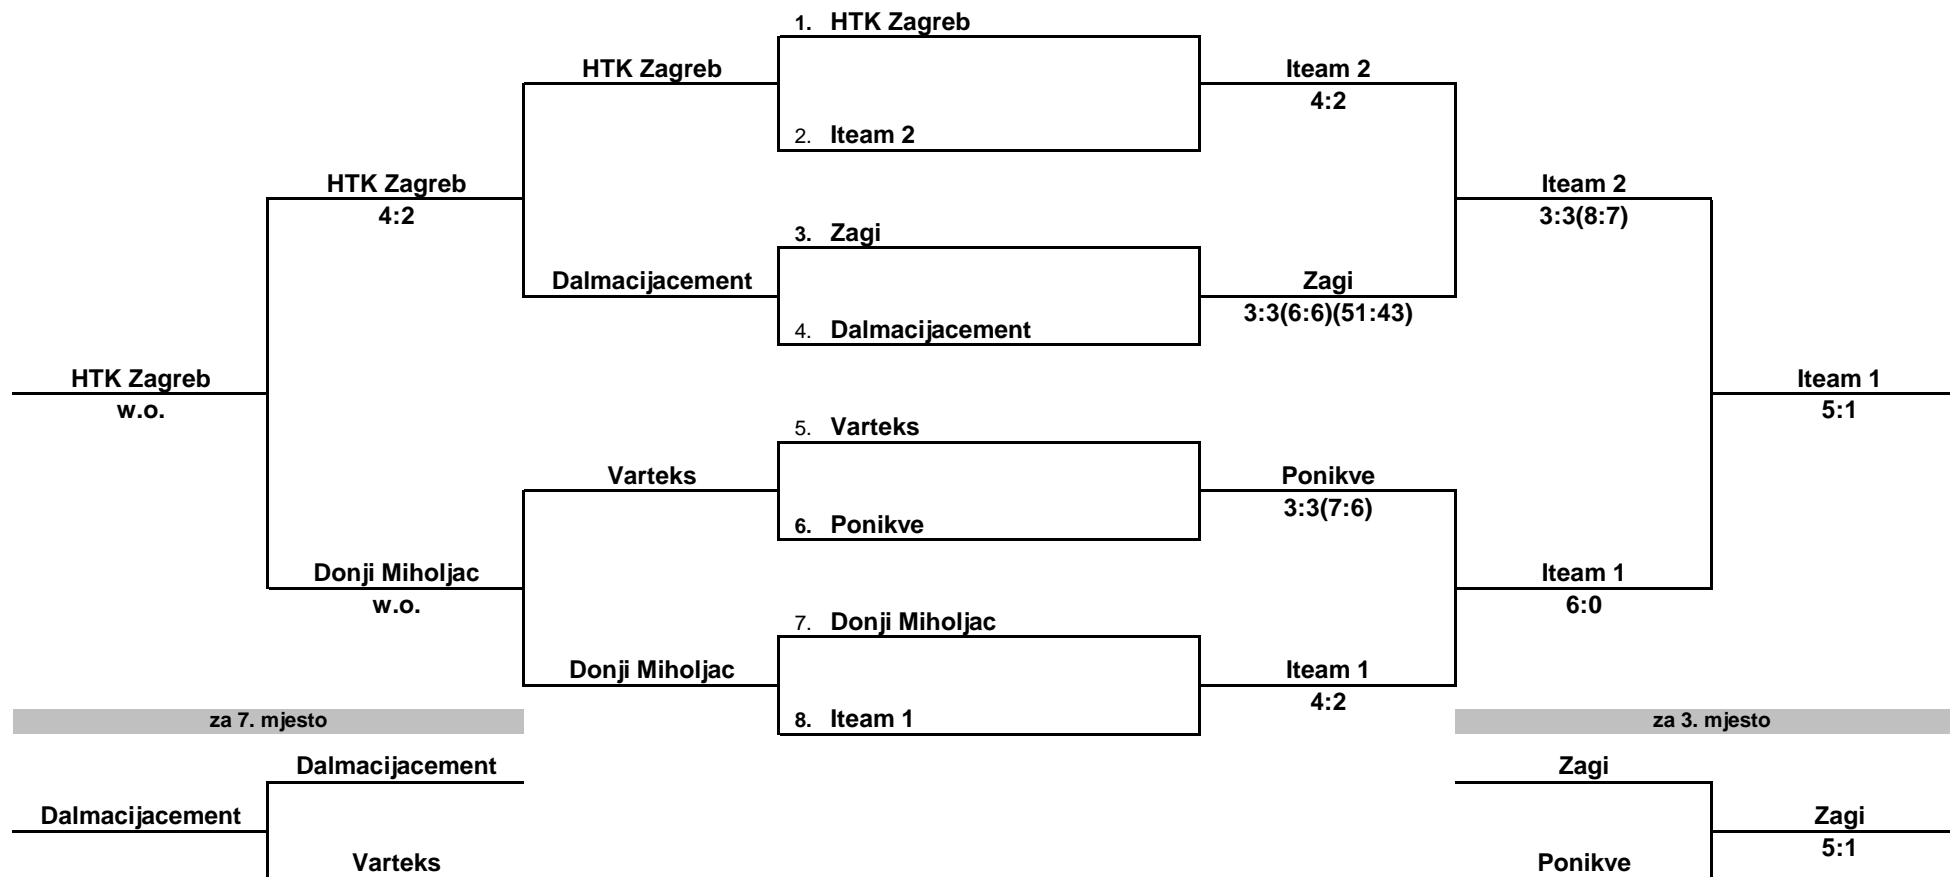 1. HTK Zagreb
HTK Zagreb
Iteam 2
4:2
2. Iteam 2
HTK Zagreb
4:2
Iteam 2
3:3(8:7)
3. Zagi
Dalmacijacement
Zagi
3:3(6:6)(51:43)
4. Dalmacijacement
HTK Zagreb
w.o.
Iteam 1
5:1
5. Varteks
Varteks
Ponikve
3:3(7:6)
6. Ponikve
Donji Miholjac
w.o.
Iteam 1
6:0
7. Donji Miholjac
Donji Miholjac
Iteam 1
4:2
8. Iteam 1
za 7. mjesto
za 3. mjesto
Dalmacijacement
Zagi
Dalmacijacement
Zagi
5:1
Varteks
Ponikve